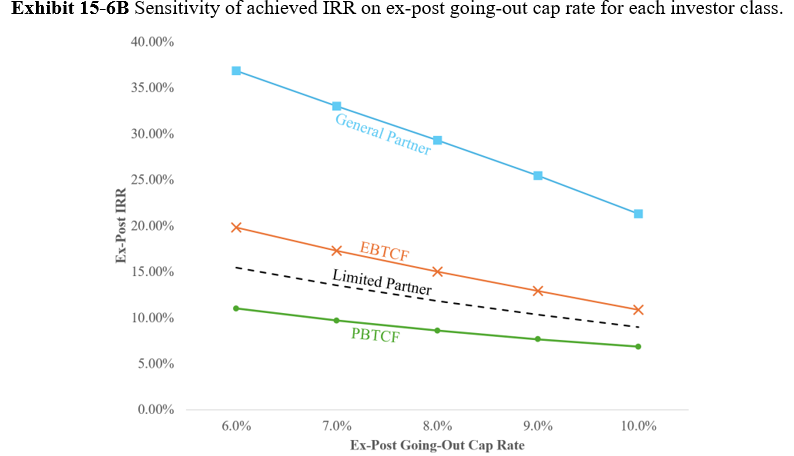 Exhibit 15-6B Sensitivity of achieved IRR on ex-post going-out cap rate for each investor class.
40.00%
35.00%
30.00%
25.00%
20.00%
15.00%
10.00%
5.00%
0.00%
Ex-Post IRR
General Partner
EBTCF
Limited Partner
PBTCF
6.0% 7.0% 8.0% 9.0% 10.0%
Ex-Post Going-Out Cap Rate